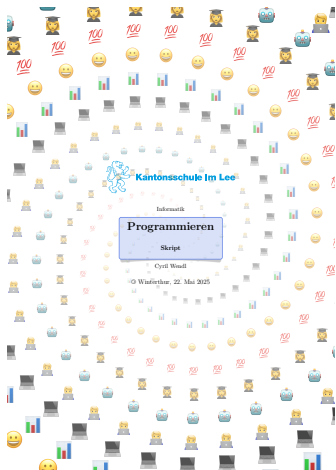 Kantonsschule Im Lee
Informatik
Programmieren
Skript
Cyril Wendl
© Winterthur, 22. Mai 2025